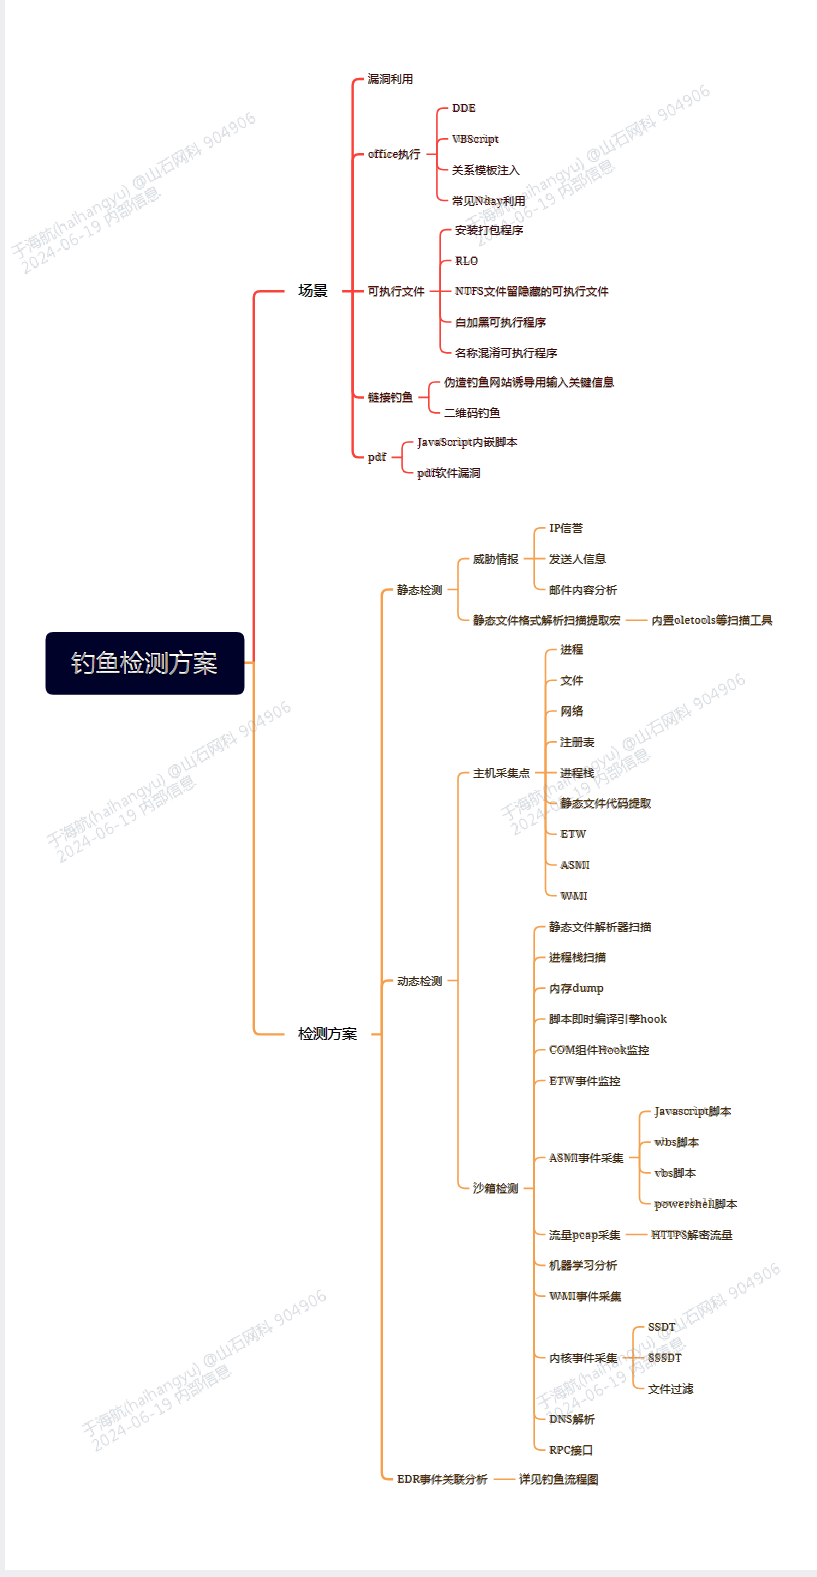 漏洞利用
DDE
VBScript
office执行
关系模板注入
常见Nday利用
安装打包程序
RLO
场景
可执行文件
NTFS文件留隐藏的可执行文件
白加黑可执行程序
名称混淆可执行程序
伪造钓鱼网站诱导用输入关键信息
链接钓鱼
二维码钓鱼
JavaScript内嵌脚本
pdf
pdf软件漏洞
IP信誉
威胁情报
发送人信息
静态检测
邮件内容分析
静态文件格式解析扫描提取宏
内置oletools等扫描工具
进程
钓鱼检测方案
文件
网络
注册表
主机采集点
进程栈
静态文件代码提取
ETW
ASMI
WMI
静态文件解析器扫描
进程栈扫描
动态检测
内存dump
脚本即时编译引擎hook
检测方案
COM组件Hook监控
ETW事件监控
Javascript脚本
wbs脚本
ASMI事件采集
vbs脚本
沙箱检测
powershell脚本
流量pcap采集
HTTPS解密流量
机器学习分析
WMI事件采集
SSDT
内核事件采集
SSSDT
文件过滤
DNS解析
RPC接口
EDR事件关联分析
详见钓鱼流程图
于海航(haihangyu) @山石网科 904906
2024-06-19 内部信息
于海航(haihangyu) @山石网科 904906
2024-06-19 内部信息
于海航(haihangyu) @山石网科 904906
2024-06-19 内部信息
于海航(haihangyu) @山石网科 904906
2024-06-19 内部信息
于海航(haihangyu) @山石网科 904906
2024-06-19 内部信息
于海航(haihangyu) @山石网科 904906
2024-06-19 内部信息